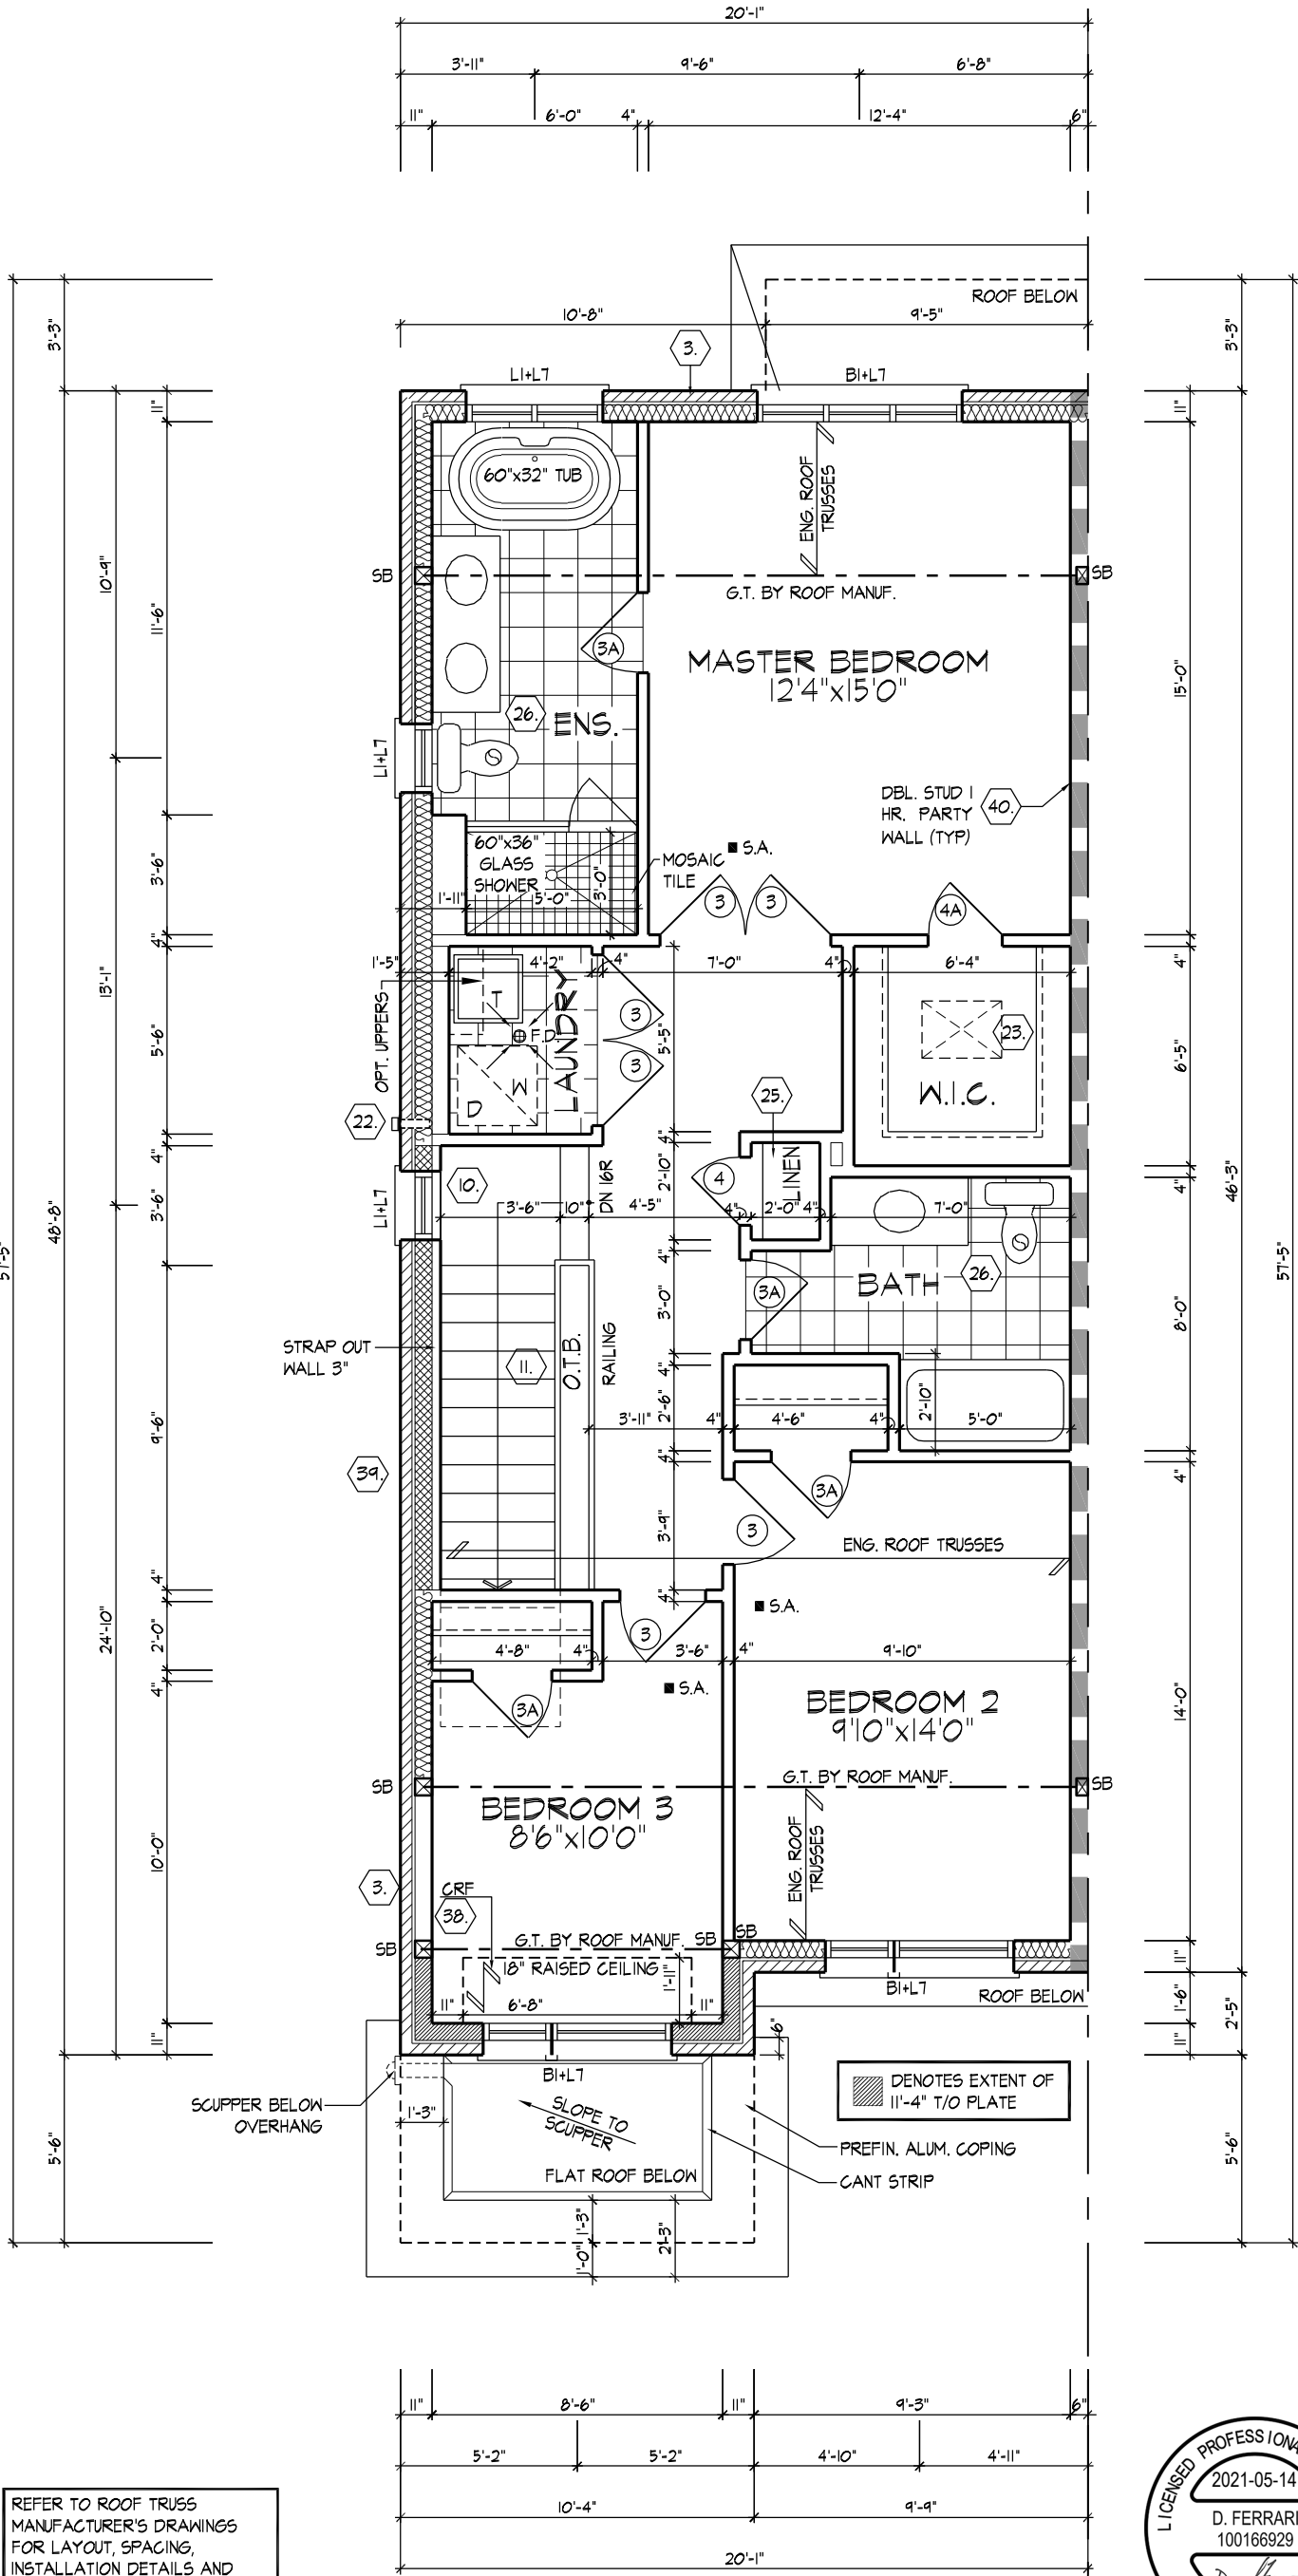 20'-1"
3'-11" 9'-6" 6'-8"
11" 6'-0" 4" 12'-4" 6"
ROOF BELOW
10'-8" 9'-5"
3'-3" 3'-3"
3.
L1+L7 B1+L7
11" 11"
60"x32" TUB
ENG. ROOF
TRUSSES
SB SB
G.T. BY ROOF MANUF.
10'-9"
11'-6"
3A
MASTER BEDROOM
12'4"x15'0"
15'-0"
26. ENS.
L1+L7
DBL. STUD 1
HR. PARTY
WALL (TYP)
40.
60"x36"
GLASS
SHOWER
S.A.
MOSAIC
TILE
3'-0"
1'-11" 5'-0"
3 3 4A
3'-6"
4" 4"
1'-5" 4'-2" 4" 7'-0" 4" 6'-4"
13'-1"
OPT. UPPERS
T
F.D.
LAUNDRY
3
3
5'-5"
5'-6"
23.
6'-5"
D W
W.I.C.
25.
22.
4" 4" 4"
LINEN
10.
DN 16R
4
2'-10"
3'-6"
L1+L7
3'-6" 10" 4'-5" 4" 2'-0" 4" 7'-0"
48'-8"
46'-3"
57'-5" 57'-5"
4"
BATH
26.
3A
3'-0"
8'-0"
STRAP OUT
WALL 3"
11.
O.T.B.
RAILING
4"
2'-6"
2'-10"
9'-6"
3'-11" 4" 4'-6" 4" 5'-0"
4" 4"
39.
3A
3
3'-9"
ENG. ROOF TRUSSES
4" 4"
S.A.
24'-10"
2'-0"
3
4'-8" 4" 3'-6" 4" 9'-10"
4"
S.A.
3A
BEDROOM 2
9'10"x14'0"
14'-0"
G.T. BY ROOF MANUF.
SB SB
BEDROOM 3
8'6"x10'0"
10'-0"
ENG. ROOF
TRUSSES
3.
CRF
38.
SB G.T. BY ROOF MANUF. SB SB
18" RAISED CEILING
1'-11"
11" 6'-8" 11"
11"
B1+L7
ROOF BELOW
1'-6"
2'-5"
11" 11"
6"
B1+L7
DENOTES EXTENT OF
11'-4" T/O PLATE
SCUPPER BELOW
OVERHANG
1'-3"
SLOPE TO
SCUPPER
PREFIN. ALUM. COPING
FLAT ROOF BELOW
CANT STRIP
5'-6" 5'-6"
1'-3"
1'-0"
2'-3"
11" 8'-6" 11" 9'-3" 6"
5'-2" 5'-2" 4'-10" 4'-11"
10'-4" 9'-9"
20'-1"
REFER TO ROOF TRUSS
MANUFACTURER'S DRAWINGS
FOR LAYOUT, SPACING,
INSTALLATION DETAILS AND
LICENSED PROFESSIONA
2021-05-14
D. FERRARI
100166929